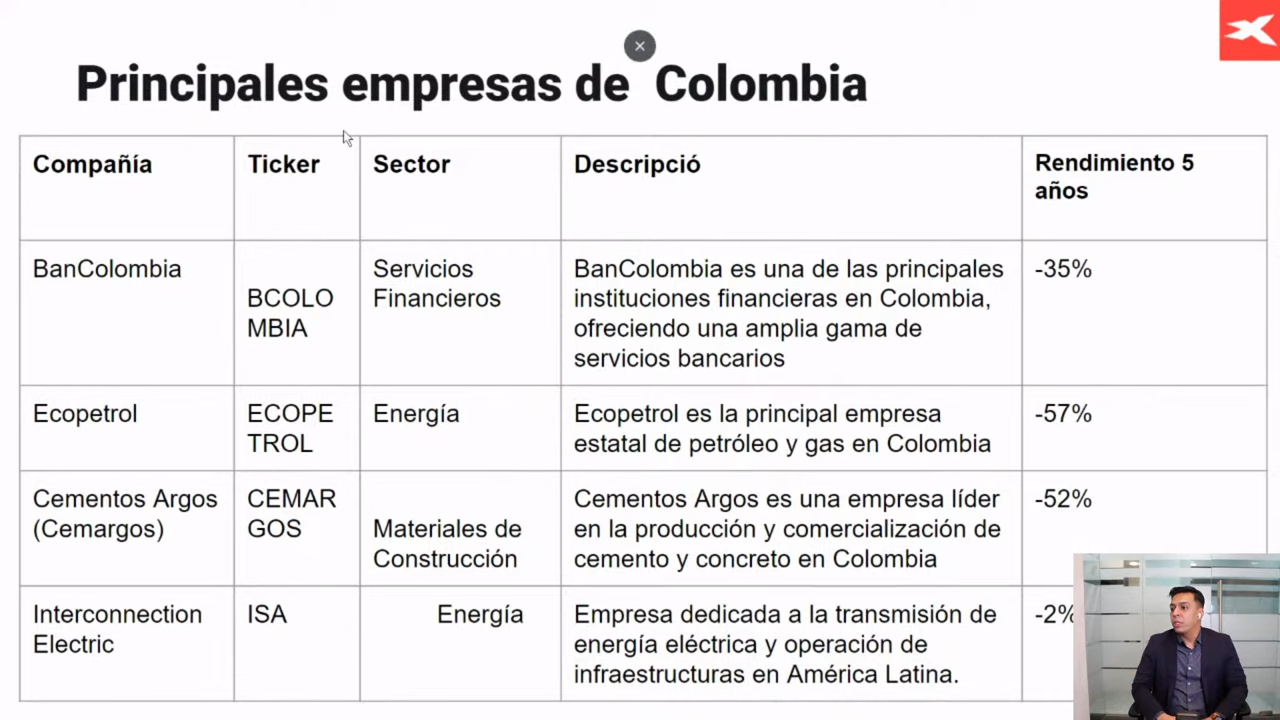 Principales empresas de Colombia
Compañía
Ticker
Sector
Descripció
Rendimiento 5
años
BanColombia
BCOLO
MBIA
Servicios
Financieros
BanColombia es una de las principales
instituciones financieras en Colombia,
ofreciendo una amplia gama de
servicios bancarios
-35%
Ecopetrol
ECOPE
TROL
Energía
Ecopetrol es la principal empresa
estatal de petróleo y gas en Colombia
-57%
Cementos Argos
(Cemargos)
CEMAR
GOS
Materiales de
Construcción
Cementos Argos es una empresa líder
en la producción y comercialización de
cemento y concreto en Colombia
-52%
Interconnection
Electric
ISA
Energía
Empresa dedicada a la transmisión de
energía eléctrica y operación de
infraestructuras en América Latina.
-2%